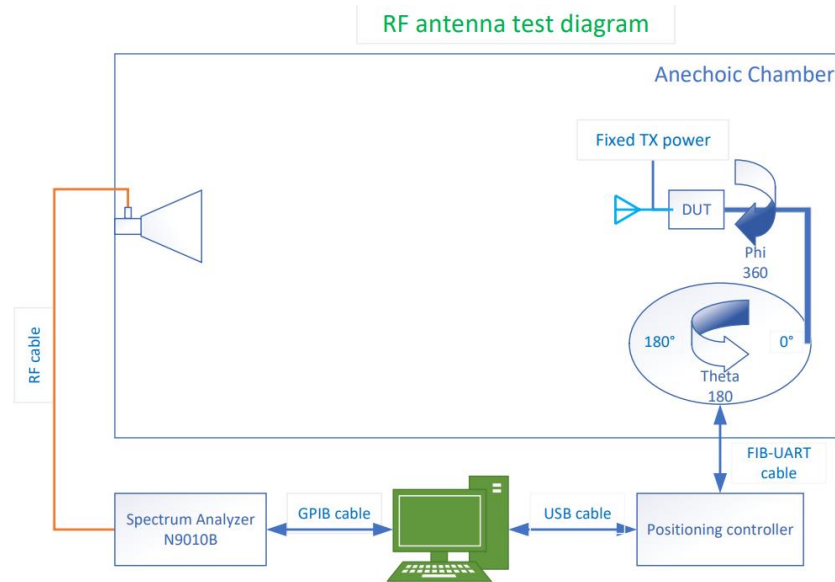 RF antenna test diagram
Anechoic Chamber
Fixed TX power
DUT
Phi
360
180°
0°
Theta
180
RF cable
FIB-UART
cable
Spectrum Analyzer
N9010B
GPIB cable
USB cable
Positioning controller